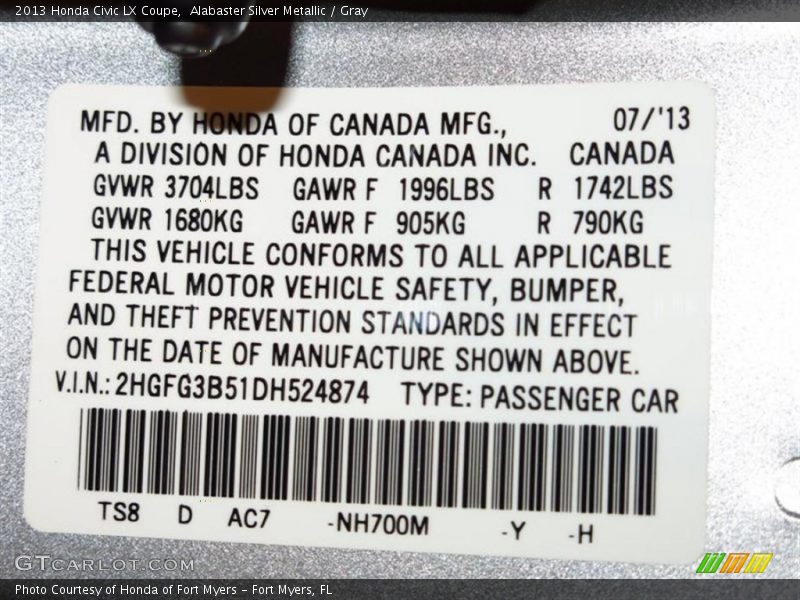 2013 Honda Civic LX Coupe,  Alabaster Silver Metallic / Gray
MFD. BY HONDA OF CANADA MFG., 07/'13
A DIVISION OF HONDA CANADA INC. CANADA
GVWR 3704LBS GAWR F 1996LBS R 1742LBS
GVWR 1680KG GAWR F 905KG R 790KG
THIS VEHICLE CONFORMS TO ALL APPLICABLE
FEDERAL MOTOR VEHICLE SAFETY, BUMPER,
AND THEFT PREVENTION STANDARDS IN EFFECT
ON THE DATE OF MANUFACTURE SHOWN ABOVE.
V.I.N.: 2HGFG3B51DH524874 TYPE: PASSENGER CAR
TS8 D AC7 -NH700M -Y -H
GTCARLOT.COM
Photo Courtesy of Honda of Fort Myers - Fort Myers, FL